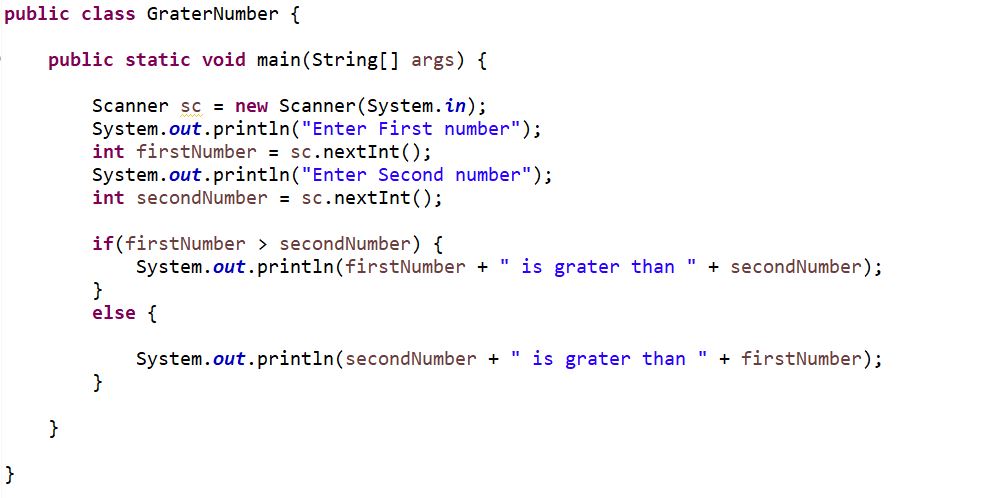 public class GraterNumber {
public static void main(String[] args) {
Scanner sc = new Scanner(System.in);
System.out.println("Enter First number");
int firstNumber = sc.nextInt();
System.out.println("Enter Second number");
int secondNumber = sc.nextInt();
if(firstNumber > secondNumber) {
System.out.println(firstNumber + " is grater than " + secondNumber);
}
else {
System.out.println(secondNumber + " is grater than " + firstNumber);
}
}
}